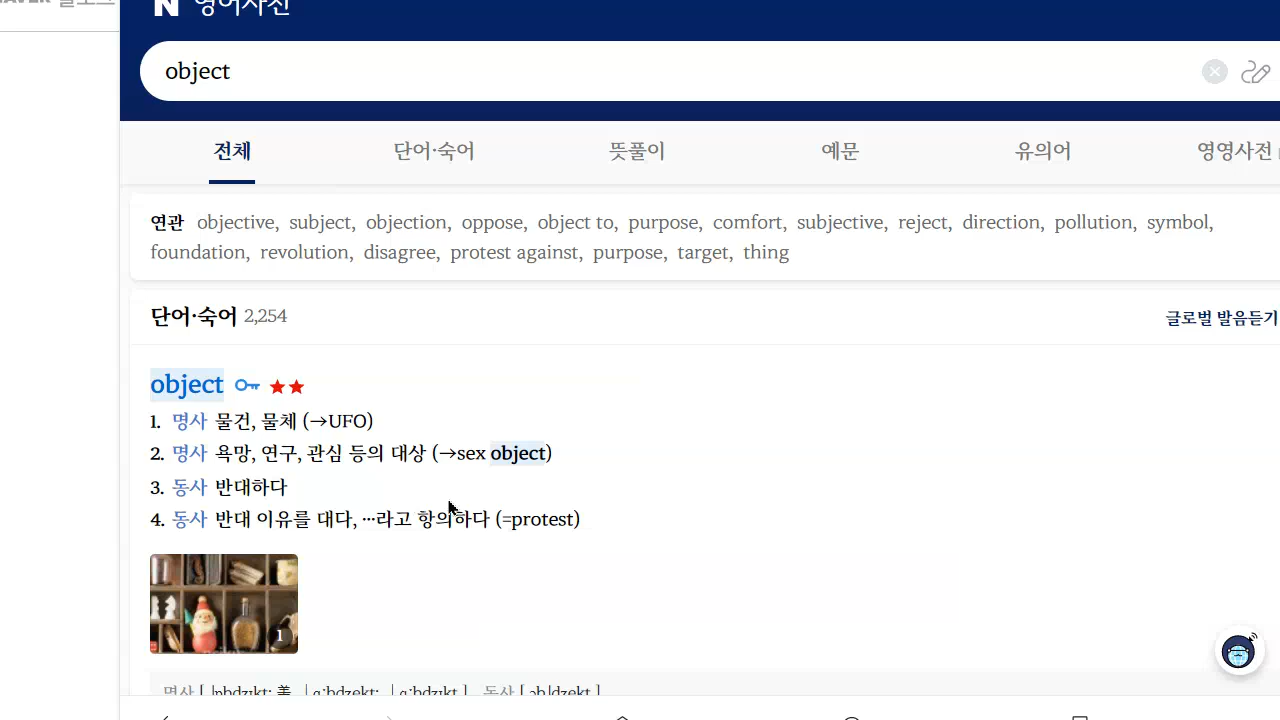 영어사전
object
전체 단어·숙어 뜻풀이 예문 유의어 영영사전
연관 objective, subject, objection, oppose, object to, purpose, comfort, subjective, reject, direction, pollution, symbol,
foundation, revolution, disagree, protest against, purpose, target, thing
단어·숙어 2,254 글로벌 발음듣기
object
1. 명사 물건, 물체 (→UFO)
2. 명사 욕망, 연구, 관심 등의 대상 (→sex object)
3. 동사 반대하다
4. 동사 반대 이유를 대다, …라고 항의하다 (=protest)
1